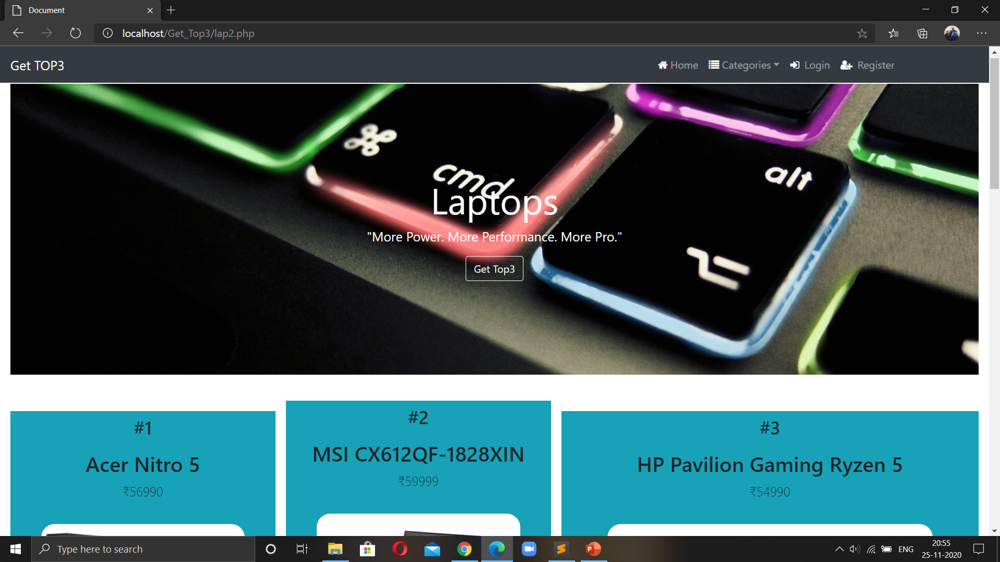 Document
localhost/Get_Top3/lap2.php
Get TOP3
Home
Categories
Login
Register
cmd
alt
Laptops
"More Power. More Performance. More Pro."
Get Top3
#1
Acer Nitro 5
₹56990
#2
MSI CX612QF-1828XIN
₹59999
#3
HP Pavilion Gaming Ryzen 5
₹54990
Type here to search
ENG
20:55
25-11-2020